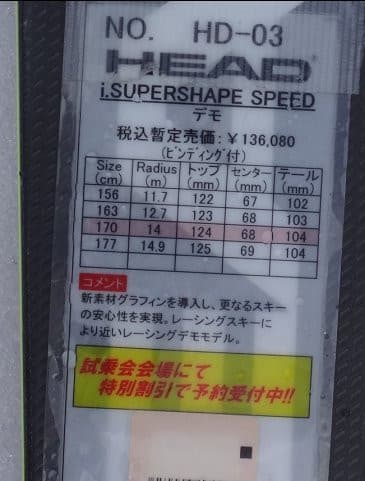 NO. HD-03
HEAD
i.SUPERSHAPE SPEED
デモ
税込暫定売価：￥136,080
(ビンディング付)
Size (cm) Radius (m) トップ (mm) センター (mm) テール (mm)
156 11.7 122 67 102
163 12.7 123 68 103
170 14 124 68 104
177 14.9 125 69 104
コメント
新素材グラフィンを導入し、更なるスキー
の安心性を実現。レーシングスキーに
より近いレーシングデモモデル。
試乗会会場にて
特別割引で予約受付中!!